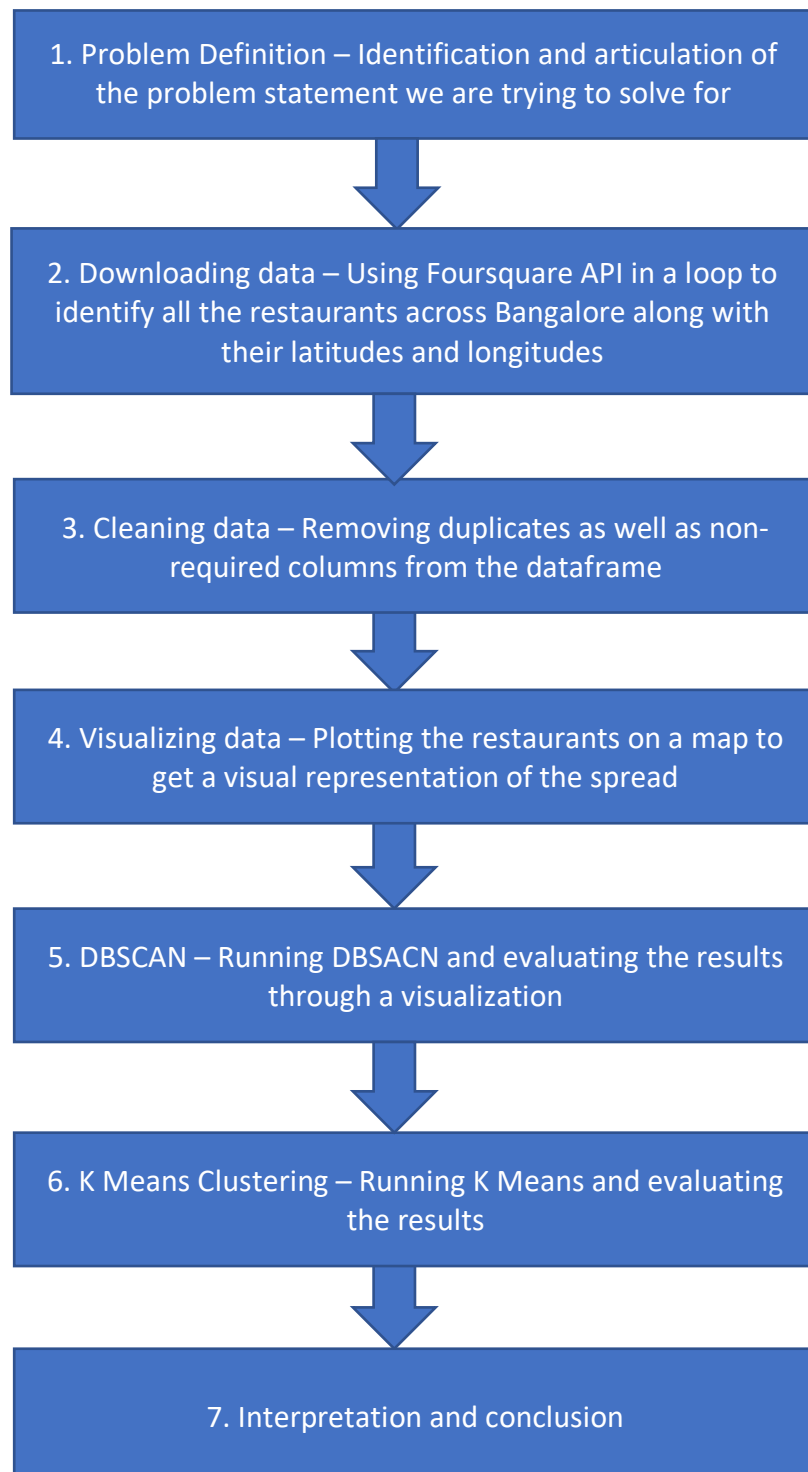 1. Problem Definition – Identification and articulation of
the problem statement we are trying to solve for
2. Downloading data – Using Foursquare API in a loop to
identify all the restaurants across Bangalore along with
their latitudes and longitudes
3. Cleaning data – Removing duplicates as well as non-
required columns from the dataframe
4. Visualizing data – Plotting the restaurants on a map to
get a visual representation of the spread
5. DBSCAN – Running DBSACN and evaluating the results
through a visualization
6. K Means Clustering – Running K Means and evaluating
the results
7. Interpretation and conclusion